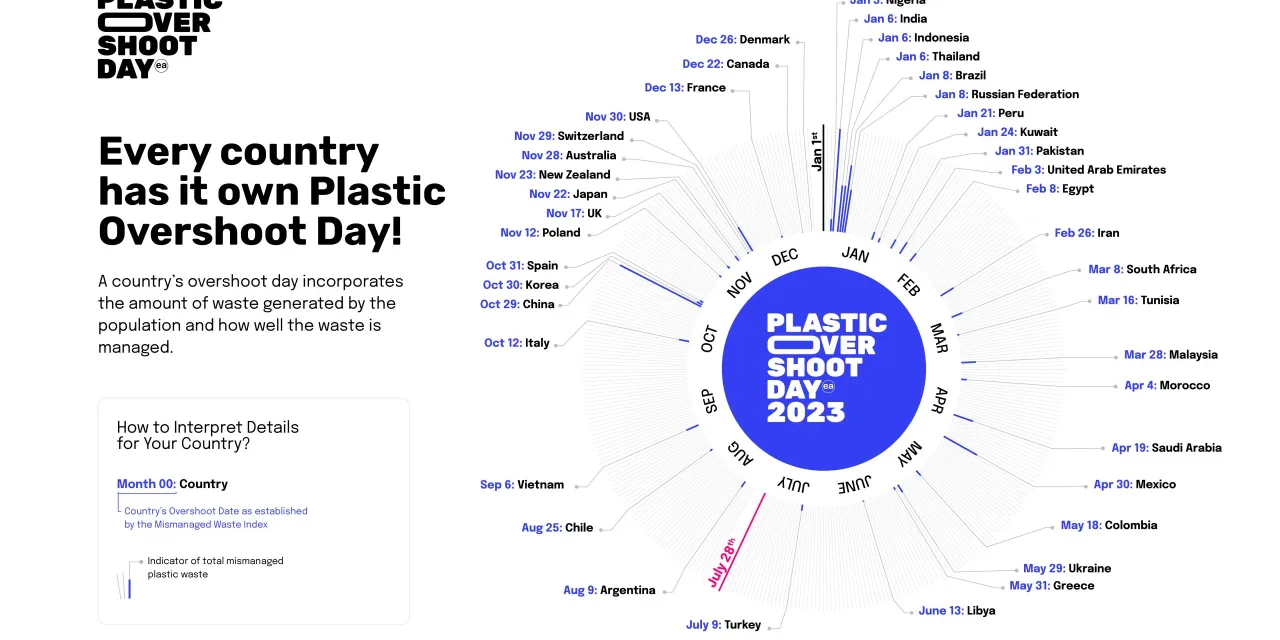 PLASTIC
OVER
SHOOT
DAY ea
Every country
has it own Plastic
Overshoot Day!
A country's overshoot day incorporates
the amount of waste generated by the
population and how well the waste is
managed.
How to Interpret Details
for Your Country?
Month 00: Country
Country's Overshoot Date as established
by the Mismanaged Waste Index
Indicator of total mismanaged
plastic waste
Jan 3: Nigeria
Jan 6: India
Jan 6: Indonesia
Jan 6: Thailand
Jan 8: Brazil
Jan 8: Russian Federation
Jan 21: Peru
Jan 24: Kuwait
Jan 31: Pakistan
Feb 3: United Arab Emirates
Feb 8: Egypt
Feb 26: Iran
Mar 8: South Africa
Mar 16: Tunisia
Mar 28: Malaysia
Apr 4: Morocco
Apr 19: Saudi Arabia
Apr 30: Mexico
May 18: Colombia
May 29: Ukraine
May 31: Greece
June 13: Libya
July 9: Turkey
Aug 9: Argentina
Aug 25: Chile
Sep 6: Vietnam
Oct 12: Italy
Oct 29: China
Oct 30: Korea
Oct 31: Spain
Nov 12: Poland
Nov 17: UK
Nov 22: Japan
Nov 23: New Zealand
Nov 28: Australia
Nov 29: Switzerland
Nov 30: USA
Dec 13: France
Dec 22: Canada
Dec 26: Denmark
Jan 1st
July 28th
JAN
FEB
MAR
APR
MAY
JUNE
JULY
AUG
SEP
OCT
NOV
DEC
PLASTIC
OVER
SHOOT
DAY ea
2023